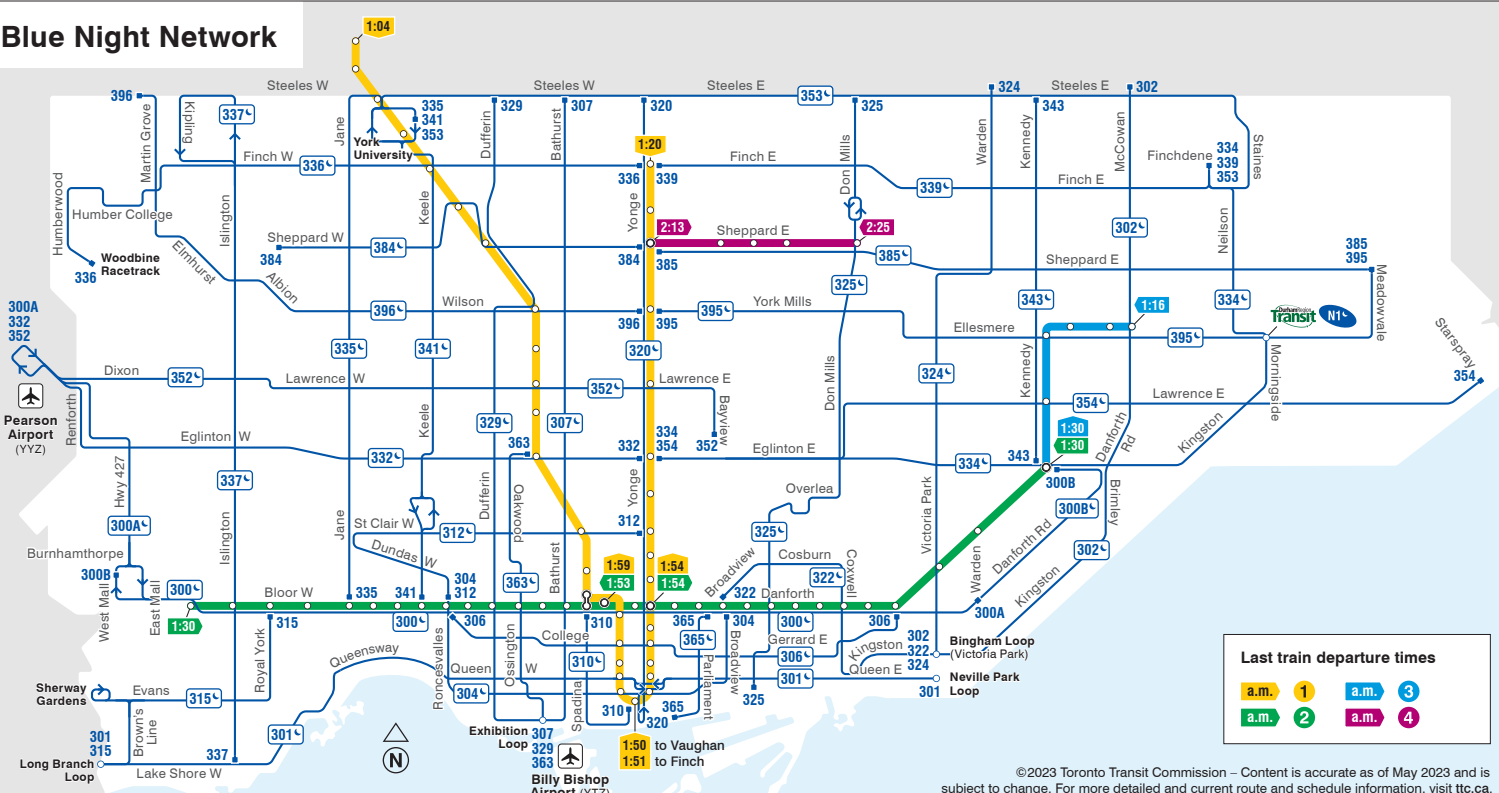 Blue Night Network
1:04
Steeles W
Steeles W
Steeles E
353
Steeles E
396
337
335
341
353
329
307
320
325
324
343
302
Martin Grove
Kipling
Jane
York
University
Dufferin
Bathurst
1:20
Don Mills
Warden
Kennedy
McCowan
Finchdene
334
339
353
Staines
Finch W
336
336
339
Finch E
339
Finch E
Humberwood
Humber College
Islington
Keele
Yonge
2:13
Sheppard E
2:25
302
Neilson
Sheppard W
384
384
384
385
385
Sheppard E
385
395
Woodbine
Racetrack
336
Elmhurst
Albion
325
343
334
Meadowvale
300A
332
352
396
Wilson
396
395
395
York Mills
Ellesmere
1:16
395
Durham Region
Transit
N1
335
341
320
Starspray
354
Dixon
352
Lawrence W
352
Lawrence E
Don Mills
324
Kennedy
354
Lawrence E
Morningside
Pearson
Airport
(YYZ)
Renforth
Keele
329
307
Bayview
352
1:30
1:30
Danforth
Rd
Kingston
Eglinton W
332
363
332
334
354
Eglinton E
334
343
300B
Hwy 427
337
Dufferin
Oakwood
Yonge
Overlea
Victoria Park
300B
Brimley
300A
Islington
Jane
St Clair W
312
312
325
302
Burnhamthorpe
Dundas W
Bathurst
1:59
1:53
1:54
1:54
Broadview
Cosburn
Coxwell
Danforth Rd
300B
300
304
312
363
322
Warden
Kingston
West Mall
East Mall
Bloor W
335
341
322
Danforth
300A
1:30
315
300
306
310
365
304
300
306
Royal York
Roncesvalles
Ossington
College
365
Gerrard E
302
322
324
Bingham Loop
(Victoria Park)
Queensway
310
Parliament
Broadview
306
Kingston
Queen
W
301
Queen E
301
Neville Park
Loop
Sherway
Gardens
Evans
315
304
Spadina
325
310
365
320
Brown's
Line
301
Exhibition
Loop
307
329
363
301
315
Long Branch
Loop
337
Lake Shore W
N
1:50
1:51
to Vaughan
to Finch
Billy Bishop
Airport (YTZ)
Last train departure times
a.m. 1
a.m. 3
a.m. 2
a.m. 4
©2023 Toronto Transit Commission – Content is accurate as of May 2023 and is
subject to change. For more detailed and current route and schedule information, visit ttc.ca.